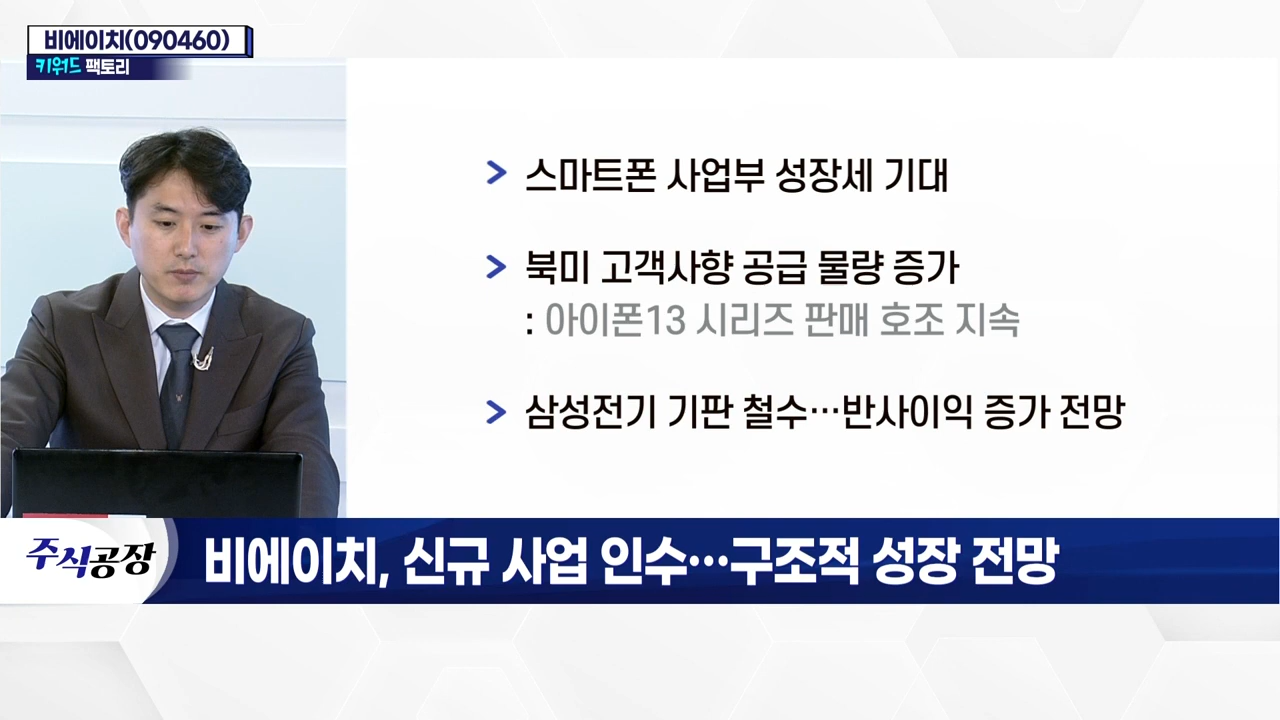 비에이치(090460)
키워드 팩토리
> 스마트폰 사업부 성장세 기대
> 북미 고객사향 공급 물량 증가
: 아이폰13 시리즈 판매 호조 지속
> 삼성전기 기판 철수…반사이익 증가 전망
주식공장
비에이치, 신규 사업 인수…구조적 성장 전망